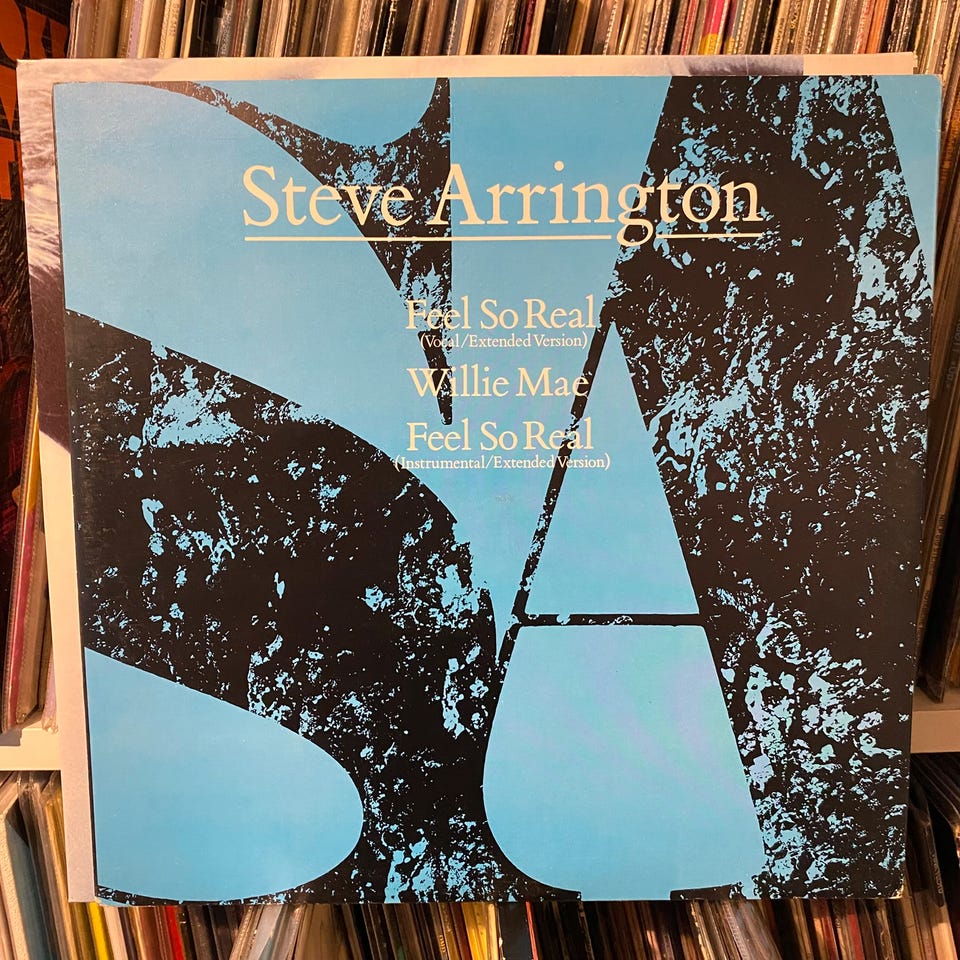 Steve Arrington
Feel So Real
(Vocal/Extended Version)
Willie Mae
Feel So Real
(Instrumental/Extended Version)